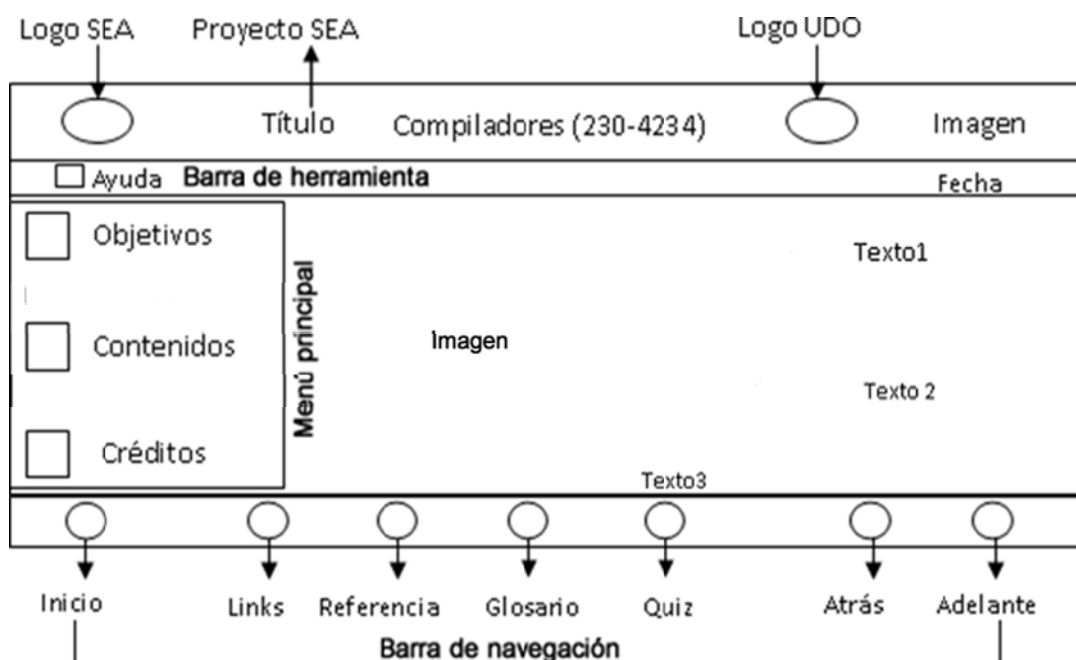 Logo SEA Proyecto SEA Logo UDO
Título Compiladores (230-4234) Imagen
Ayuda Barra de herramienta Fecha
Objetivos
Texto1
Contenidos
Menú principal
Imagen
Texto 2
Créditos
Texto3
Inicio Links Referencia Glosario Quiz Atrás Adelante
Barra de navegación